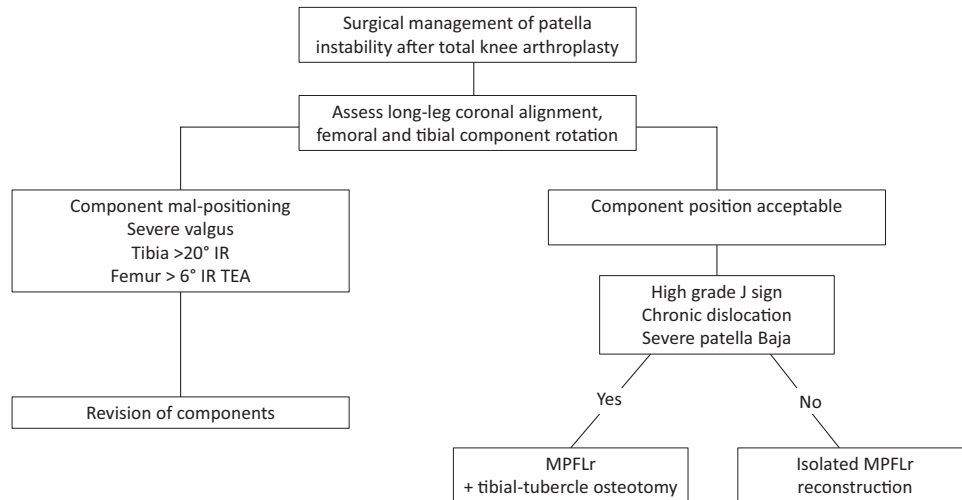 Surgical management of patella
instability after total knee arthroplasty
Assess long-leg coronal alignment,
femoral and tibial component rotation
Component mal-positioning
Severe valgus
Tibia >20° IR
Femur > 6° IR TEA
Component position acceptable
High grade J sign
Chronic dislocation
Severe patella Baja
Revision of components
Yes
No
MPFLr
+ tibial-tubercle osteotomy
Isolated MPFLr
reconstruction